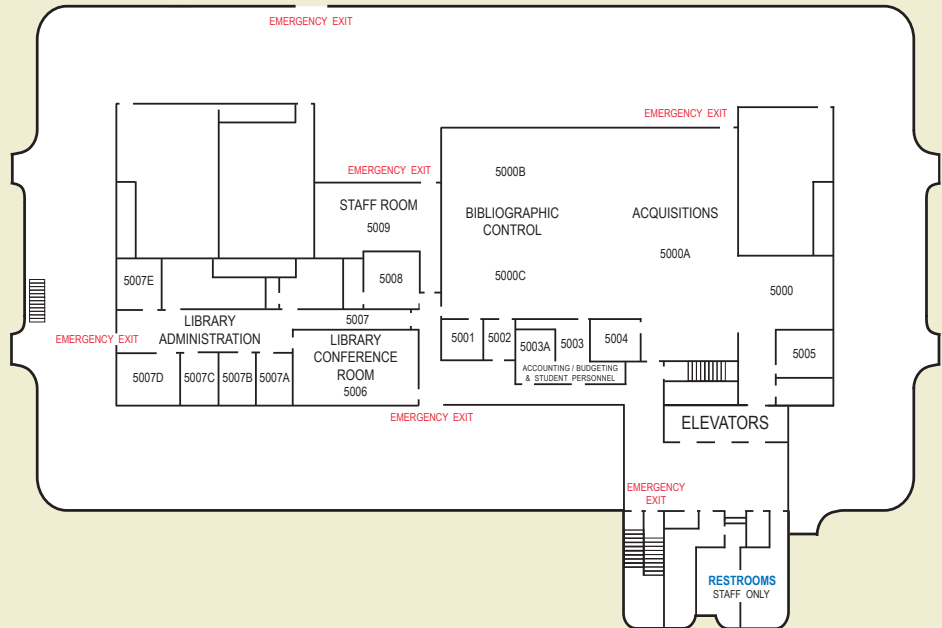 EMERGENCY EXIT
EMERGENCY EXIT
EMERGENCY EXIT
5000B
STAFF ROOM
5009
BIBLIOGRAPHIC
CONTROL
ACQUISITIONS
5000A
5000C
5008
5007E
5000
5007
LIBRARY
ADMINISTRATION
EMERGENCY EXIT
LIBRARY
CONFERENCE
ROOM
5006
5001
5002
5003A
5003
5004
5005
ACCOUNTING / BUDGETING
& STUDENT PERSONNEL
5007D
5007C
5007B
5007A
EMERGENCY EXIT
ELEVATORS
EMERGENCY
EXIT
RESTROOMS
STAFF ONLY